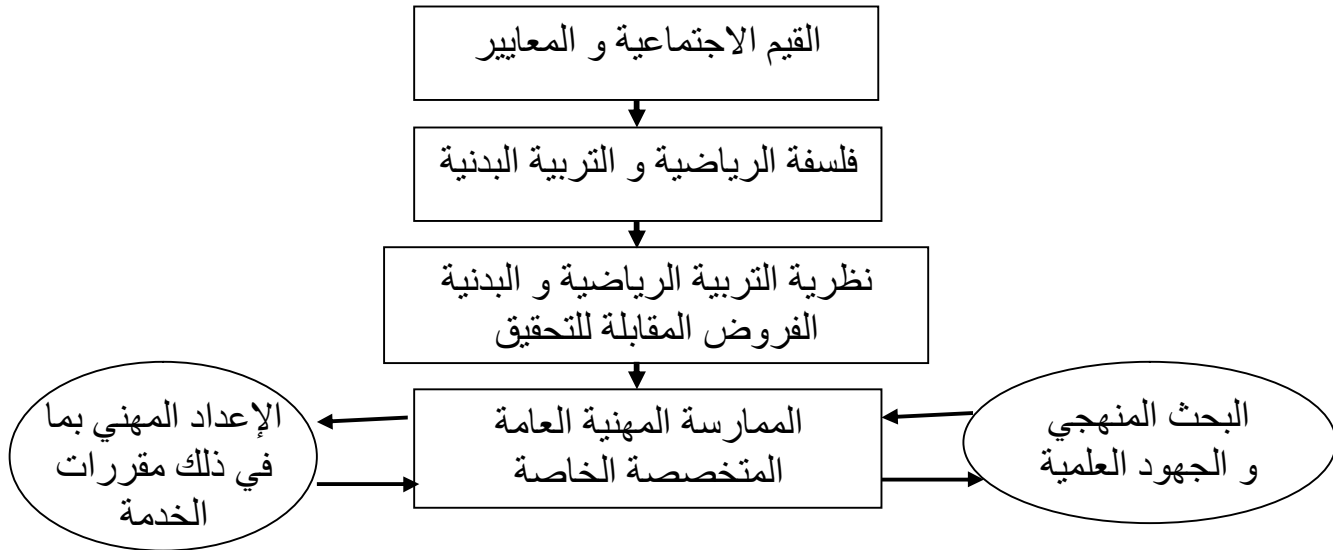 القيم الاجتماعية و المعايير
فلسفة الرياضية و التربية البدنية
نظرية التربية الرياضية و البدنية
الفروض المقابلة للتحقيق
البحث المنهجي
و الجهود العلمية
الممارسة المهنية العامة
المتخصصة الخاصة
الإعداد المهني بما
في ذلك مقررات
الخدمة